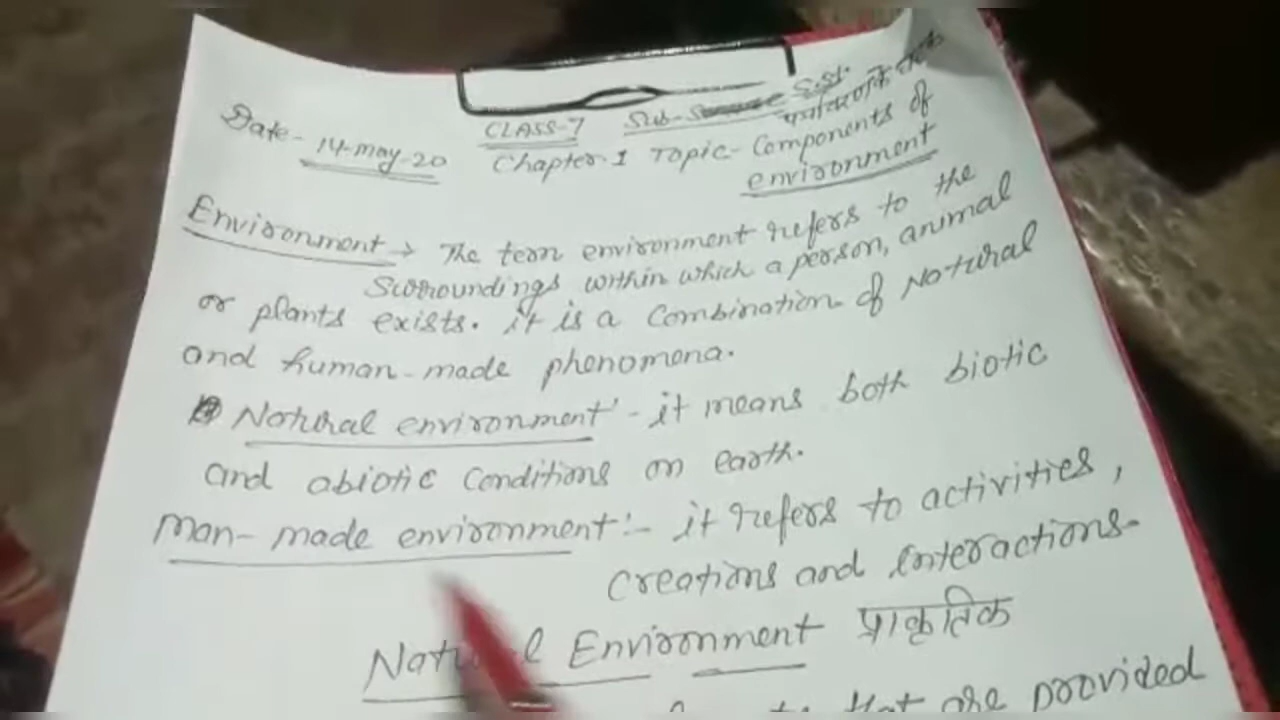 Date- 14-may-20 CLASS-7 Sub- S.St.
Chapter-1 Topic- Components of
environment
Environment → The term environment refers to the
Surroundings within which a person, animal
or plants exists. it is a combination of Natural
and human-made phenomena.
Natural environment - it means both biotic
and abiotic conditions on earth.
Man-made environment :- it refers to activities,
creations and interactions.
Natural Environment प्राकृतिक
that are provided